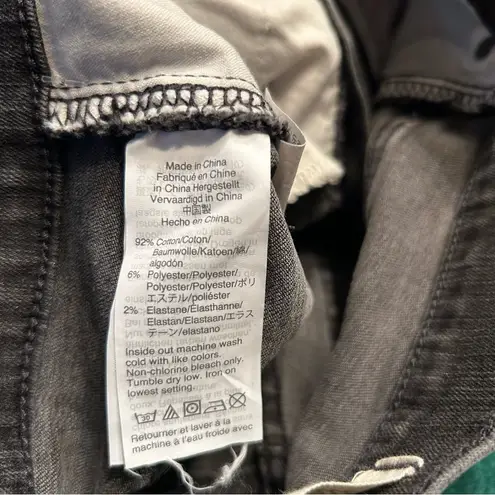 Made in China
Fabriqué en Chine
in China Hergestellt
Vervaardigd in China
中国製
Hecho en China
92% Cotton/Coton/
Baumwolle/Katoen/綿/
algodón
6% Polyester/Polyester/
Polyester/Polyester/ポリ
エステル/poliéster
2% Elastane/Elasthanne/
Elastan/Elastaan/エラス
テーン/elastano
Inside out machine wash
cold with like colors.
Non-chlorine bleach only.
Tumble dry low. Iron on
lowest setting.
30
Retourner et laver à la
machine à l'eau froide avec